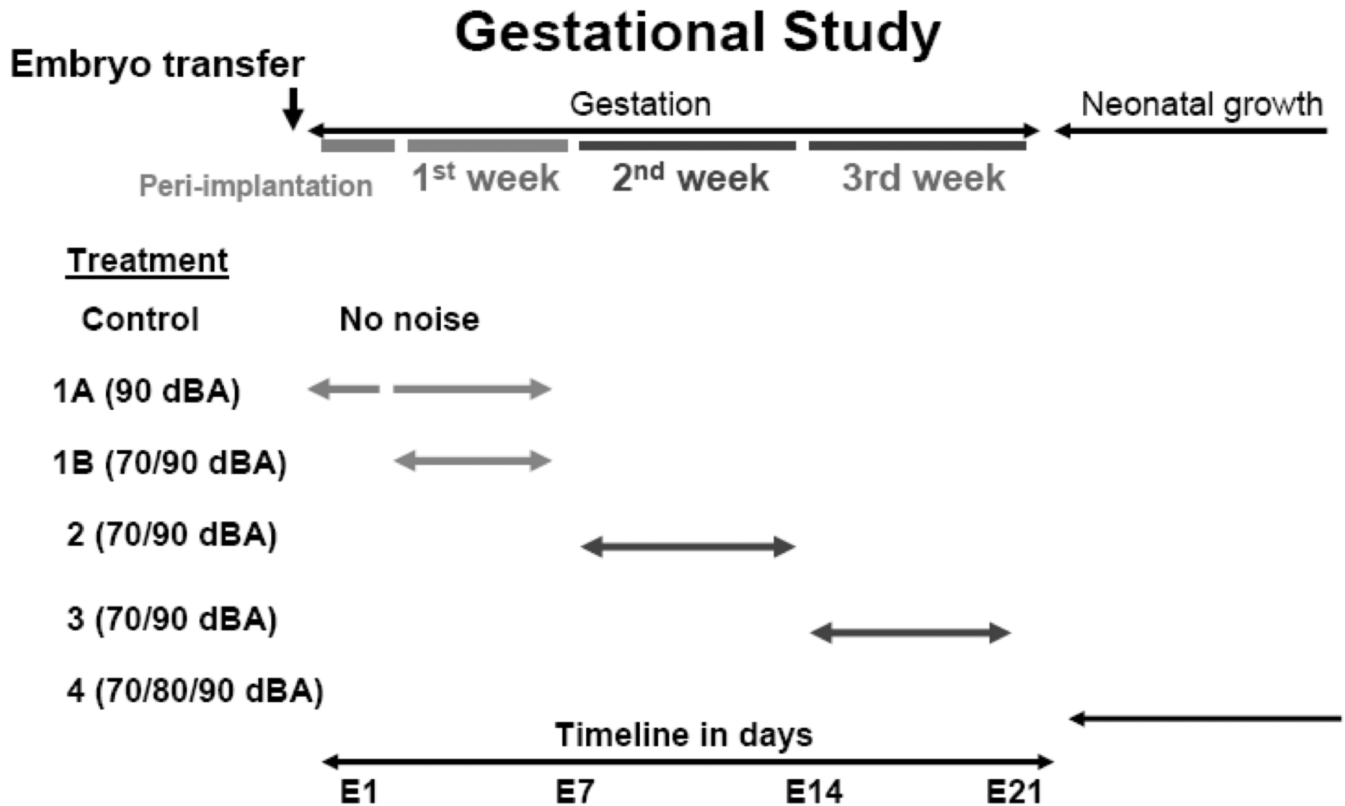 Gestational Study
Embryo transfer
Gestation
Neonatal growth
Peri-implantation 1st week 2nd week 3rd week
Treatment
Control No noise
1A (90 dBA)
1B (70/90 dBA)
2 (70/90 dBA)
3 (70/90 dBA)
4 (70/80/90 dBA)
Timeline in days
E1 E7 E14 E21